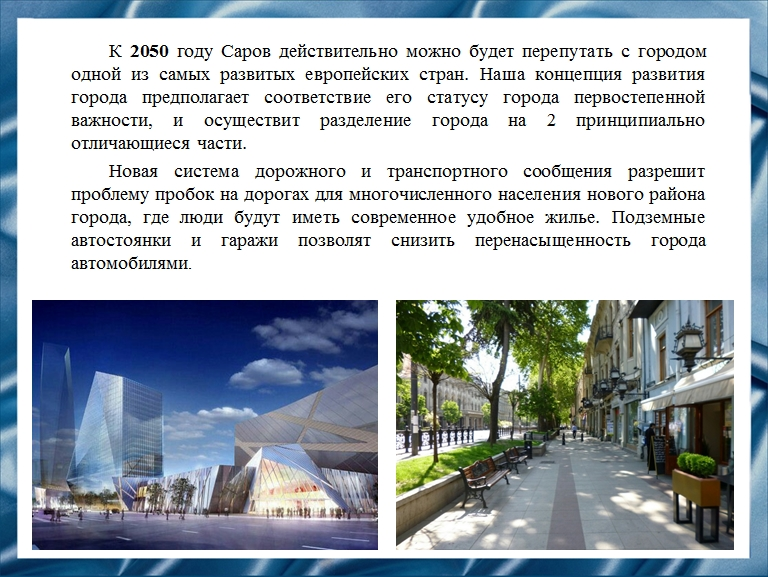 К 2050 году Саров действительно можно будет перепутать с городом
одной из самых развитых европейских стран. Наша концепция развития
города предполагает соответствие его статусу города первостепенной
важности, и осуществит разделение города на 2 принципиально
отличающиеся части.
Новая система дорожного и транспортного сообщения разрешит
проблему пробок на дорогах для многочисленного населения нового района
города, где люди будут иметь современное удобное жилье. Подземные
автостоянки и гаражи позволят снизить перенасыщенность города
автомобилями.